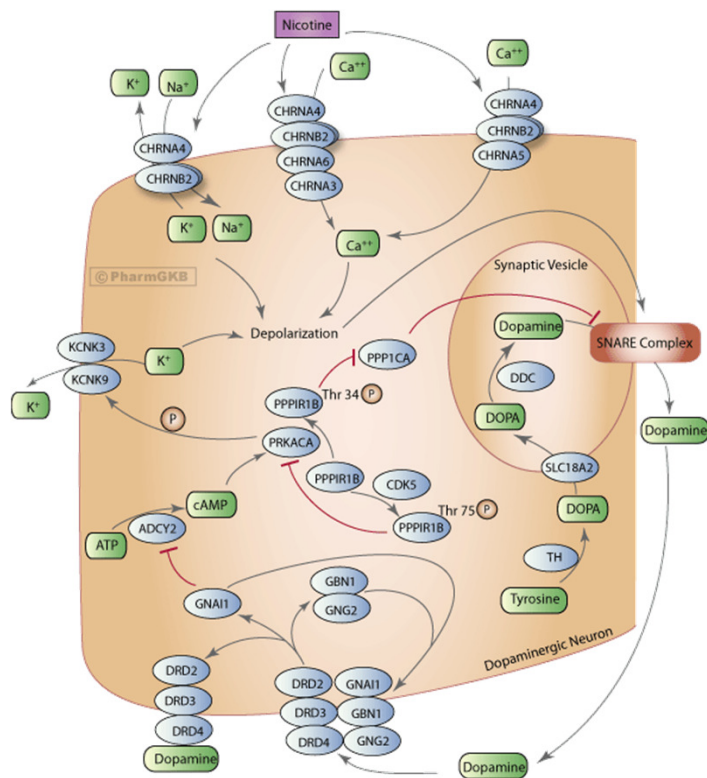 Nicotine
K⁺
Na⁺
Ca⁺⁺
Ca⁺⁺
CHRNA4
CHRNB2
CHRNA4
CHRNB2
CHRNA6
CHRNA3
CHRNA4
CHRNB2
CHRNA5
K⁺
Na⁺
Ca⁺⁺
© PharmGKB
Synaptic Vesicle
Depolarization
Dopamine
SNARE Complex
KCNK3
KCNK9
K⁺
K⁺
PPP1CA
DDC
PPPIR1B
Thr 34
P
DOPA
Dopamine
P
PRKACA
PPPIR1B
CDK5
SLC18A2
cAMP
PPPIR1B
Thr 75
P
DOPA
ATP
ADCY2
TH
GNAI1
GBN1
GNG2
Tyrosine
Dopaminergic Neuron
DRD2
DRD3
DRD4
Dopamine
DRD2
GNAI1
DRD3
GBN1
DRD4
GNG2
Dopamine